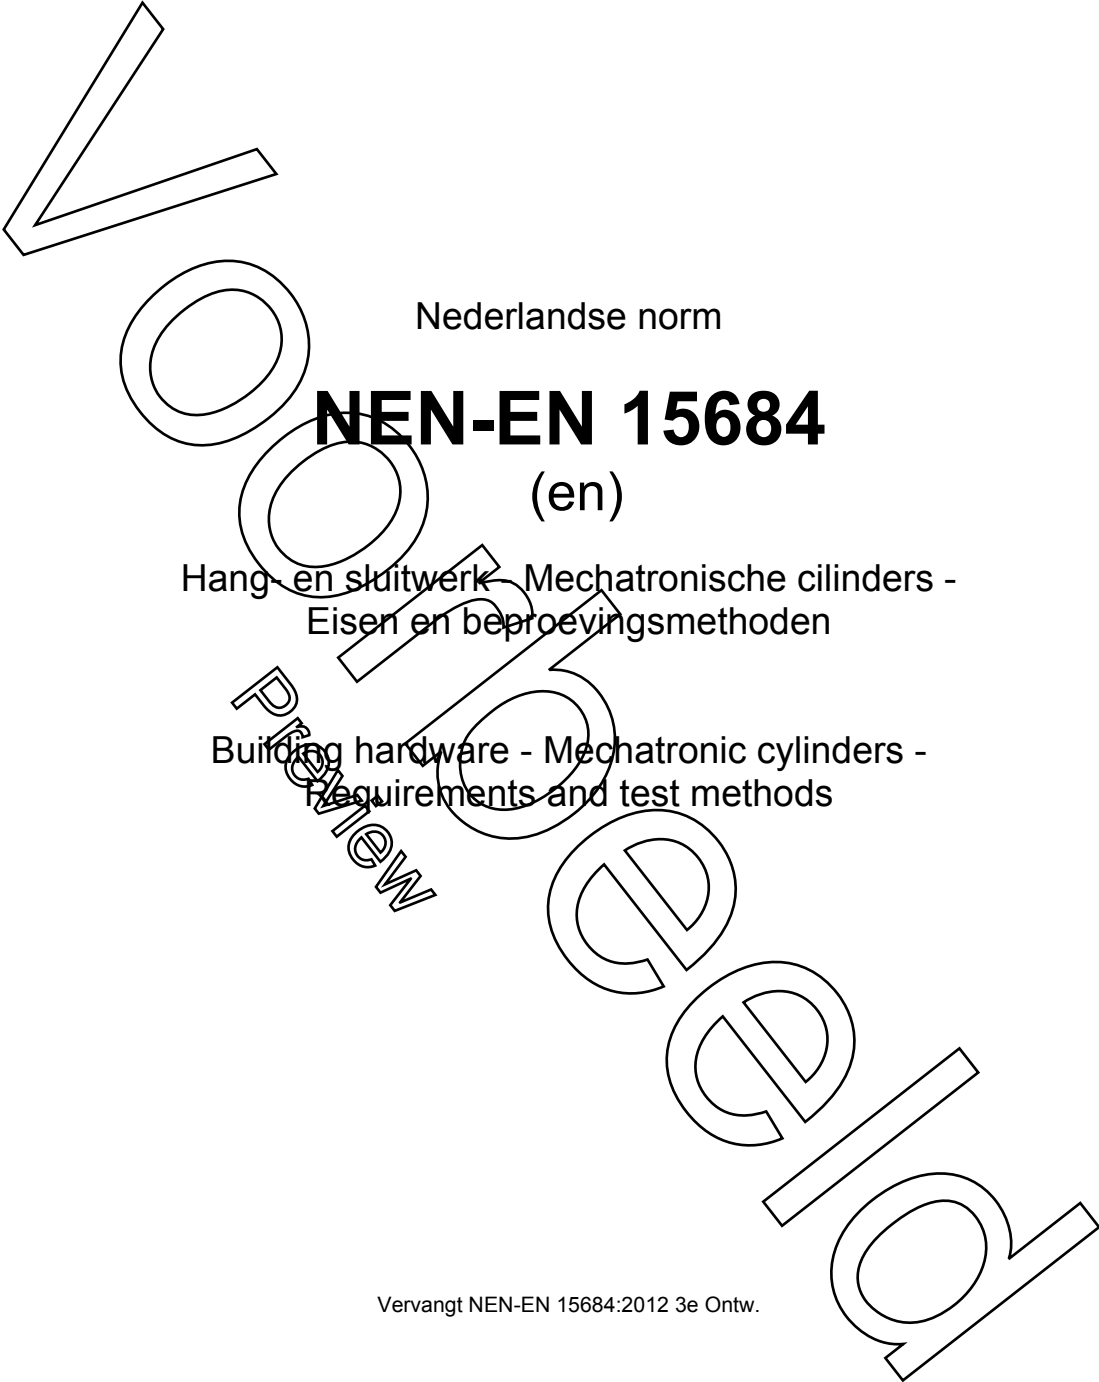 Nederlandse norm
NEN-EN 15684
(en)
Hang- en sluitwerk - Mechatronische cilinders -
Eisen en beproevingsmethoden
Building hardware - Mechatronic cylinders -
Requirements and test methods
Vervangt NEN-EN 15684:2012 3e Ontw.
Voorbeeld
Preview